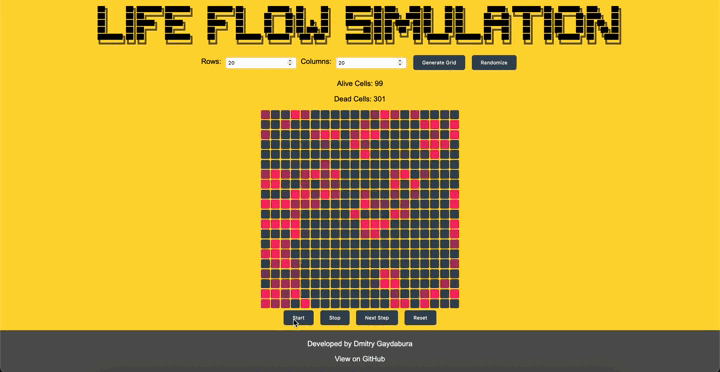 LIFE FLOW SIMULATION
Rows: 20 Columns: 20 Generate Grid Randomize
Alive Cells: 99
Dead Cells: 301
Start Stop Next Step Reset
Developed by Dmitry Gaydabura
View on GitHub